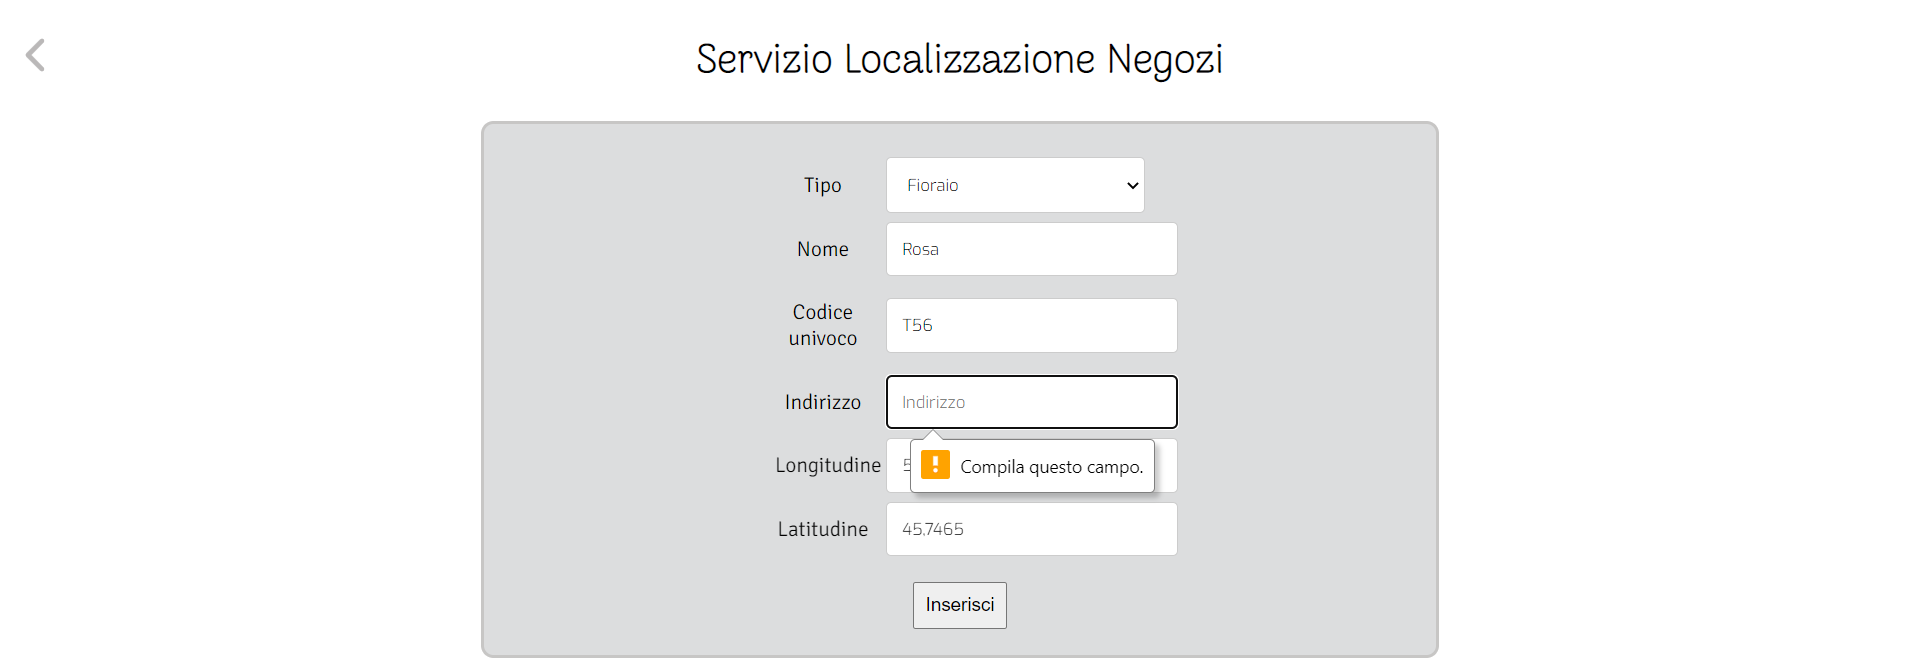 Servizio Localizzazione Negozi
Tipo
Fioraio
Nome
Rosa
Codice
univoco
T56
Indirizzo
Indirizzo
Compila questo campo.
Longitudine
Latitudine
45.7465
Inserisci